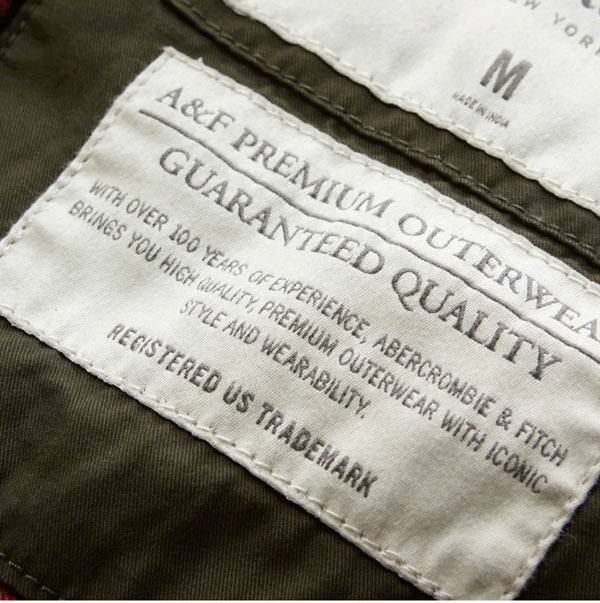 NEW YORK
M
MADE IN INDIA
A&F PREMIUM OUTERWEA
GUARANTEED QUALITY
WITH OVER 100 YEARS OF EXPERIENCE, ABERCROMBIE & FITCH
BRINGS YOU HIGH QUALITY, PREMIUM OUTERWEAR WITH ICONIC
STYLE AND WEARABILITY.
REGISTERED US TRADEMARK